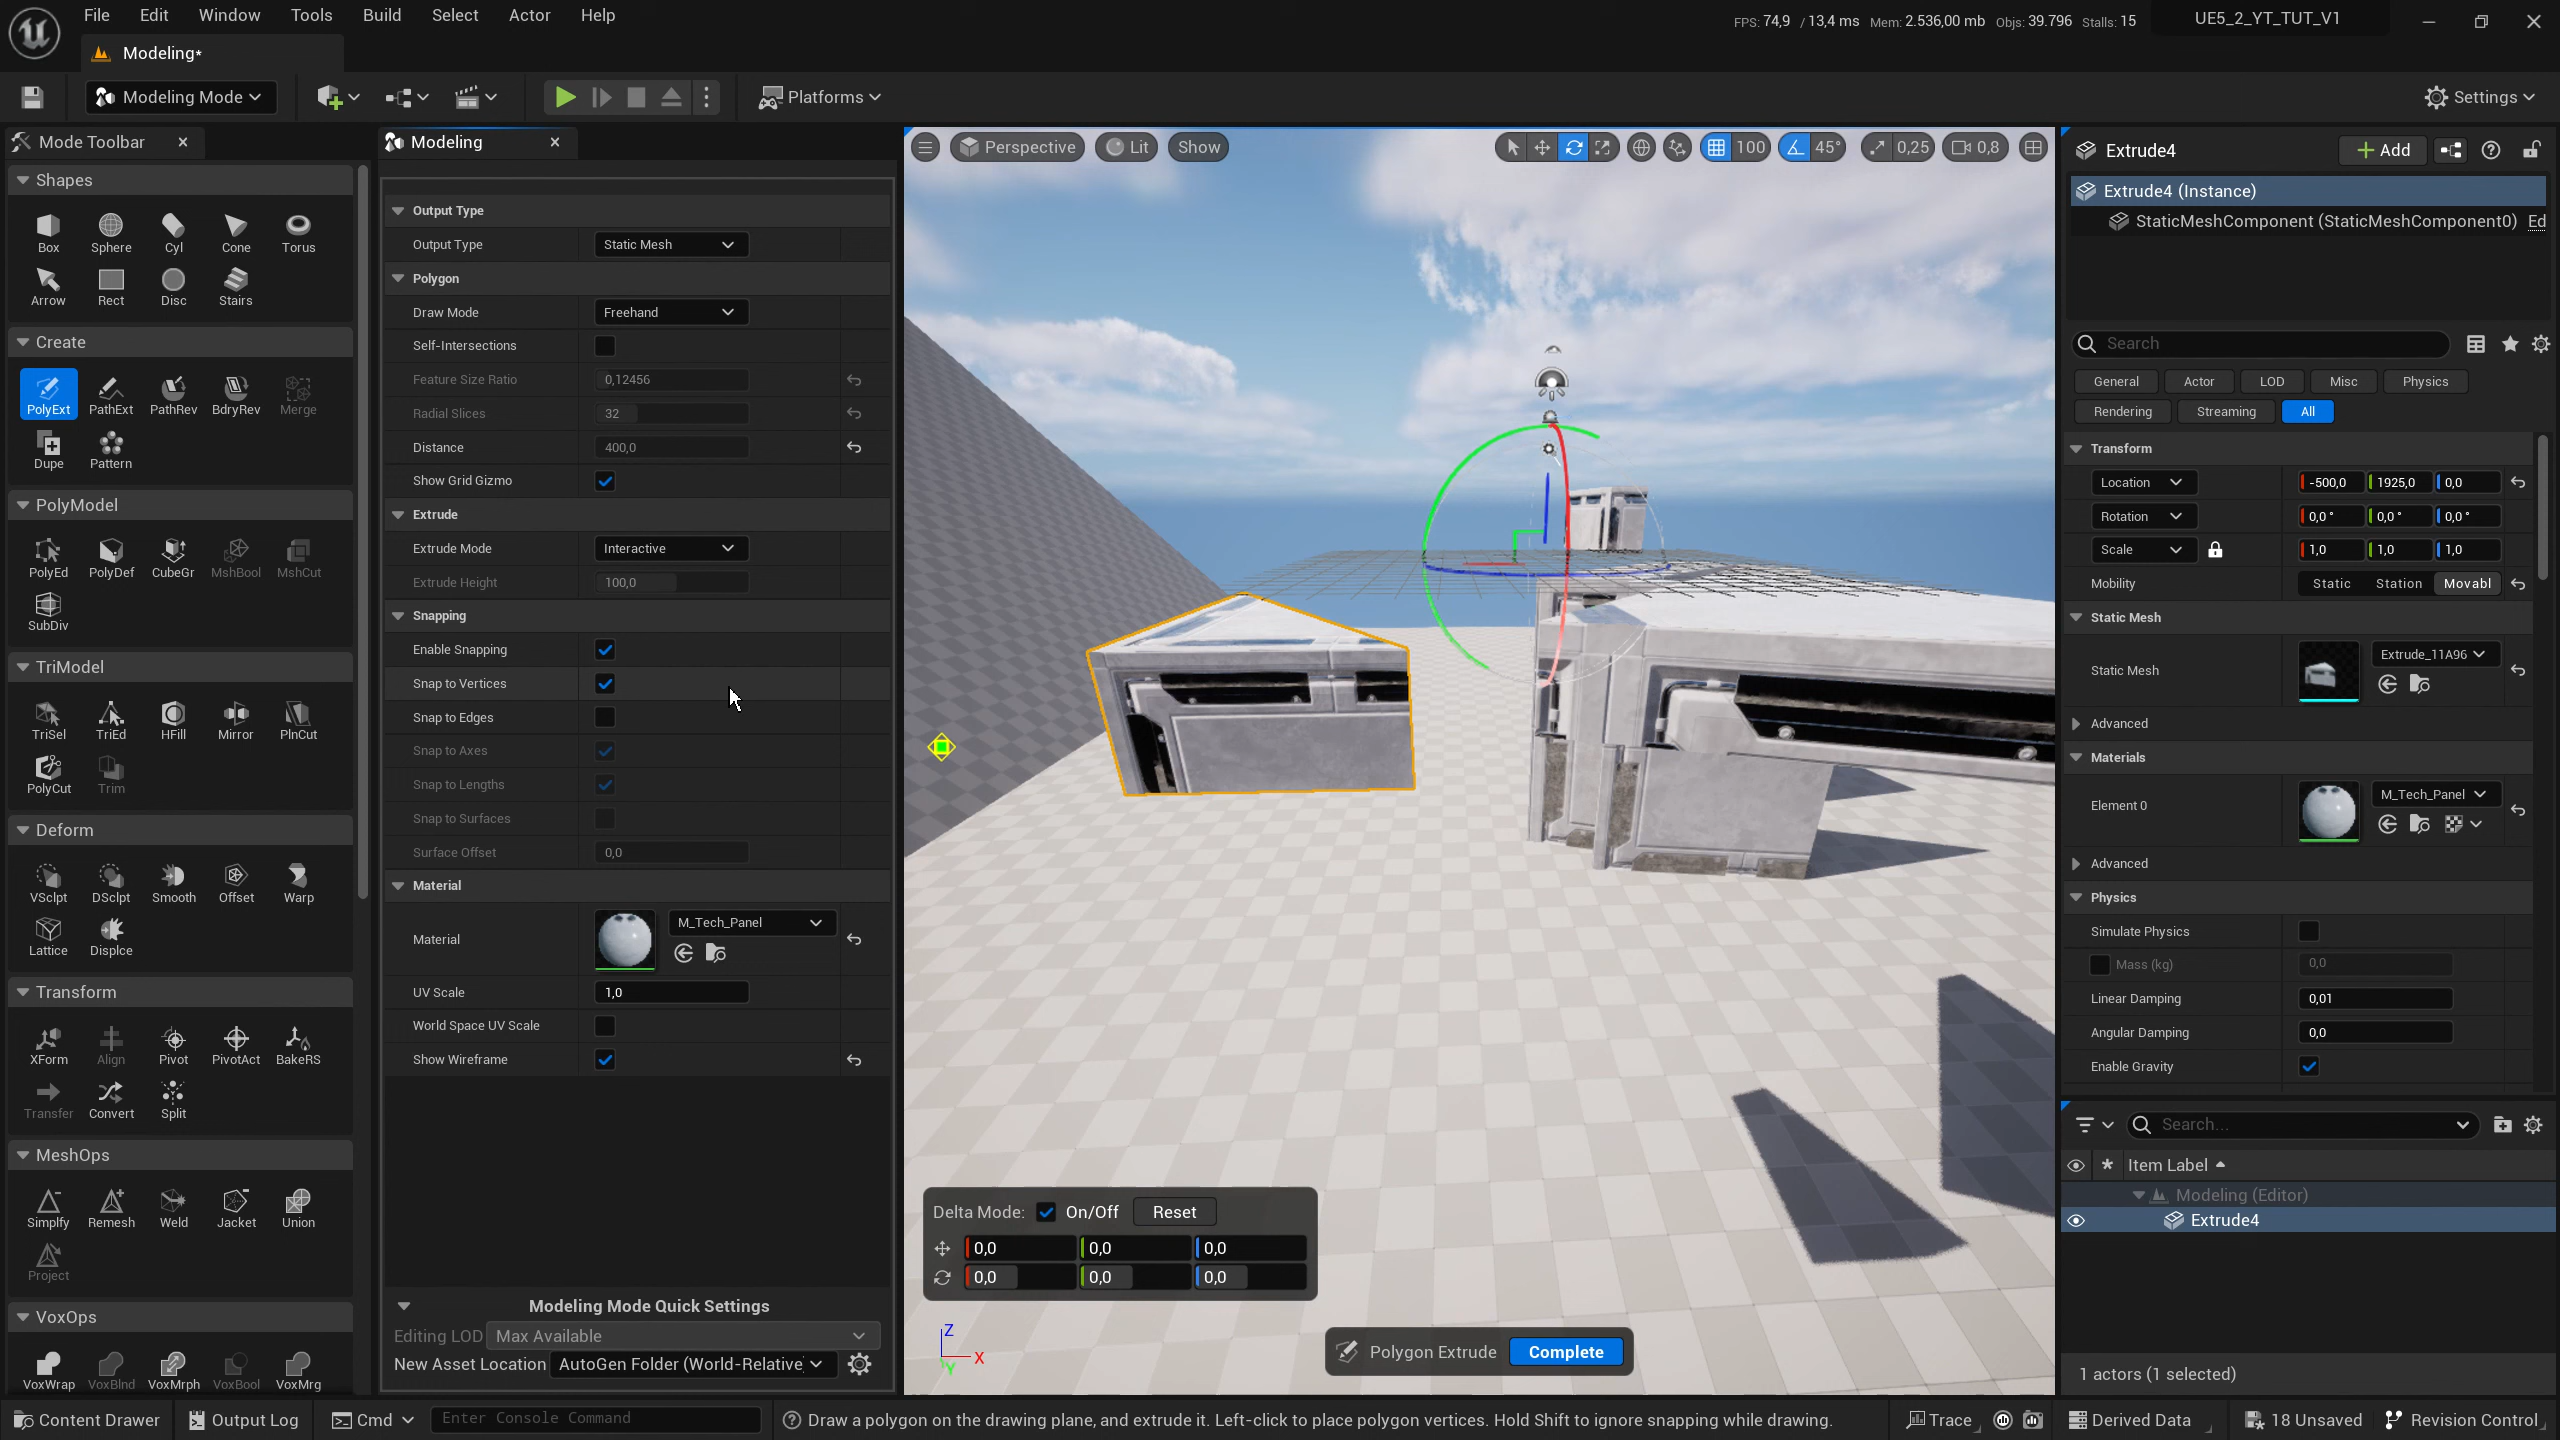 File Edit Window Tools Build Select Actor Help
FPS: 74,9 / 13,4 ms Mem: 2.536,00 mb Objs: 39.796 Stalls: 15
UE5_2_YT_TUT_V1
Modeling*
Modeling Mode
Platforms
Settings
Mode Toolbar
Shapes
Box Sphere Cyl Cone Torus
Arrow Rect Disc Stairs
Create
PolyExt PathExt PathRev BdryRev Merge
Dupe Pattern
PolyModel
PolyEd PolyDef CubeGr MshBool MshCut
SubDiv
TriModel
TriSel TriEd HFill Mirror PlnCut
PolyCut Trim
Deform
VSclpt DSclpt Smooth Offset Warp
Lattice Displce
Transform
XForm Align Pivot PivotAct BakeRS
Transfer Convert Split
MeshOps
Simplfy Remesh Weld Jacket Union
Project
VoxOps
VoxWrap VoxBlnd VoxMrph VoxBool VoxMrg
Modeling
Output Type
Output Type Static Mesh
Polygon
Draw Mode Freehand
Self-Intersections
Feature Size Ratio 0,12456
Radial Slices 32
Distance 400,0
Show Grid Gizmo
Extrude
Extrude Mode Interactive
Extrude Height 100,0
Snapping
Enable Snapping
Snap to Vertices
Snap to Edges
Snap to Axes
Snap to Lengths
Snap to Surfaces
Surface Offset 0,0
Material
Material M_Tech_Panel
UV Scale 1,0
World Space UV Scale
Show Wireframe
Modeling Mode Quick Settings
Editing LOD Max Available
New Asset Location AutoGen Folder (World-Relative)
Perspective Lit Show
100 45° 0,25 0,8
Delta Mode: On/Off Reset
0,0 0,0 0,0
0,0 0,0 0,0
Z
X
Y
Polygon Extrude Complete
Extrude4
Add
Extrude4 (Instance)
StaticMeshComponent (StaticMeshComponent0) Ed
Search
General Actor LOD Misc Physics
Rendering Streaming All
Transform
Location -500,0 1925,0 0,0
Rotation 0,0 ° 0,0 ° 0,0 °
Scale 1,0 1,0 1,0
Mobility Static Station Movabl
Static Mesh
Static Mesh Extrude_11A96
Advanced
Materials
Element 0 M_Tech_Panel
Advanced
Physics
Simulate Physics
Mass (kg) 0,0
Linear Damping 0,01
Angular Damping 0,0
Enable Gravity
Search...
Item Label
Modeling (Editor)
Extrude4
1 actors (1 selected)
Content Drawer Output Log Cmd Enter Console Command
Draw a polygon on the drawing plane, and extrude it. Left-click to place polygon vertices. Hold Shift to ignore snapping while drawing.
Trace Derived Data 18 Unsaved Revision Control